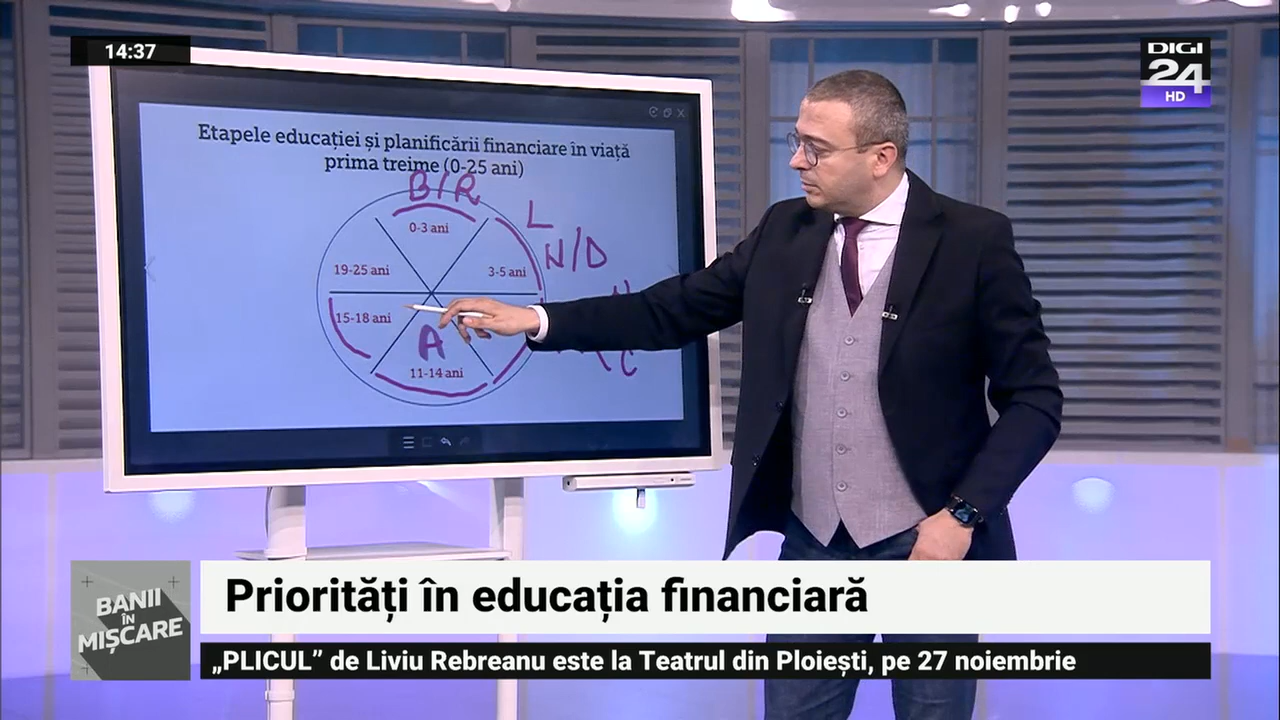 14:37
DIGI
24
HD
Etapele educației și planificării financiare în viață
prima treime (0-25 ani)
B/R
0-3 ani
L
N/D
19-25 ani
3-5 ani
15-18 ani
A
11-14 ani
C
BANII
ÎN
MIȘCARE
Priorități în educația financiară
„PLICUL” de Liviu Rebreanu este la Teatrul din Ploiești, pe 27 noiembrie